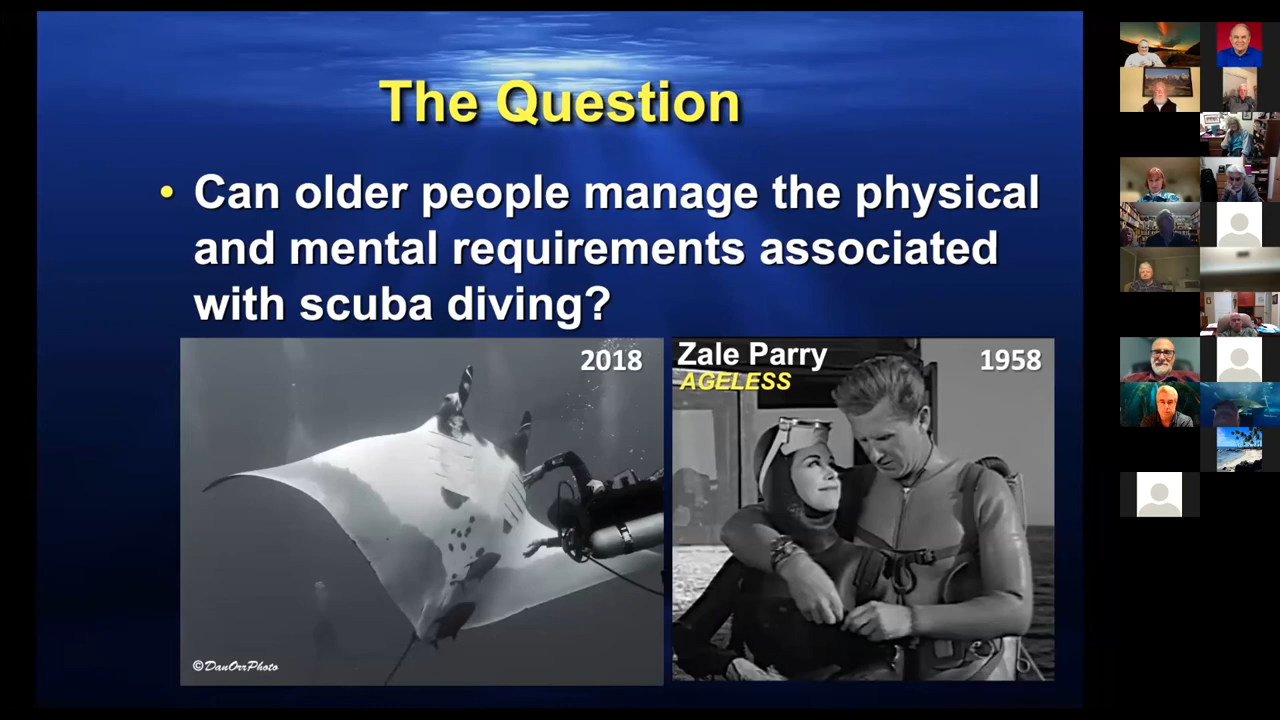 The Question
• Can older people manage the physical
and mental requirements associated
with scuba diving?
2018
Zale Parry
AGELESS
1958
©DanOrrPhoto